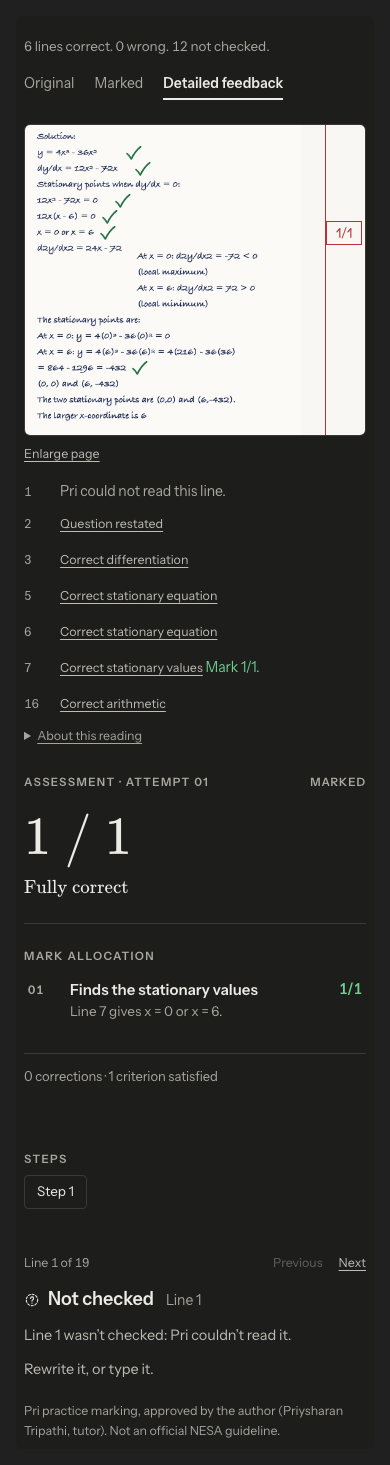 6 lines correct. 0 wrong. 12 not checked.
Original Marked Detailed feedback
Solution:
y = 4x³ - 36x²
dy/dx = 12x² - 72x
Stationary points when dy/dx = 0:
12x² - 72x = 0
12x(x - 6) = 0
x = 0 or x = 6
1/1
d2y/dx2 = 24x - 72
At x = 0: d2y/dx2 = -72 < 0
(local maximum)
At x = 6: d2y/dx2 = 72 > 0
(local minimum)
The stationary points are:
At x = 0: y = 4(0)³ - 36(0)² = 0
At x = 6: y = 4(6)³ - 36(6)² = 4(216) - 36(36)
= 864 - 1296 = -432
(0, 0) and (6, -432)
The two stationary points are (0,0) and (6,-432).
The larger x-coordinate is 6
Enlarge page
1 Pri could not read this line.
2 Question restated
3 Correct differentiation
5 Correct stationary equation
6 Correct stationary equation
7 Correct stationary values Mark 1/1.
16 Correct arithmetic
About this reading
ASSESSMENT · ATTEMPT 01 MARKED
1 / 1
Fully correct
MARK ALLOCATION
01 Finds the stationary values 1/1
Line 7 gives x = 0 or x = 6.
0 corrections · 1 criterion satisfied
STEPS
Step 1
Line 1 of 19 Previous Next
Not checked Line 1
Line 1 wasn't checked: Pri couldn't read it.
Rewrite it, or type it.
Pri practice marking, approved by the author (Priysharan
Tripathi, tutor). Not an official NESA guideline.